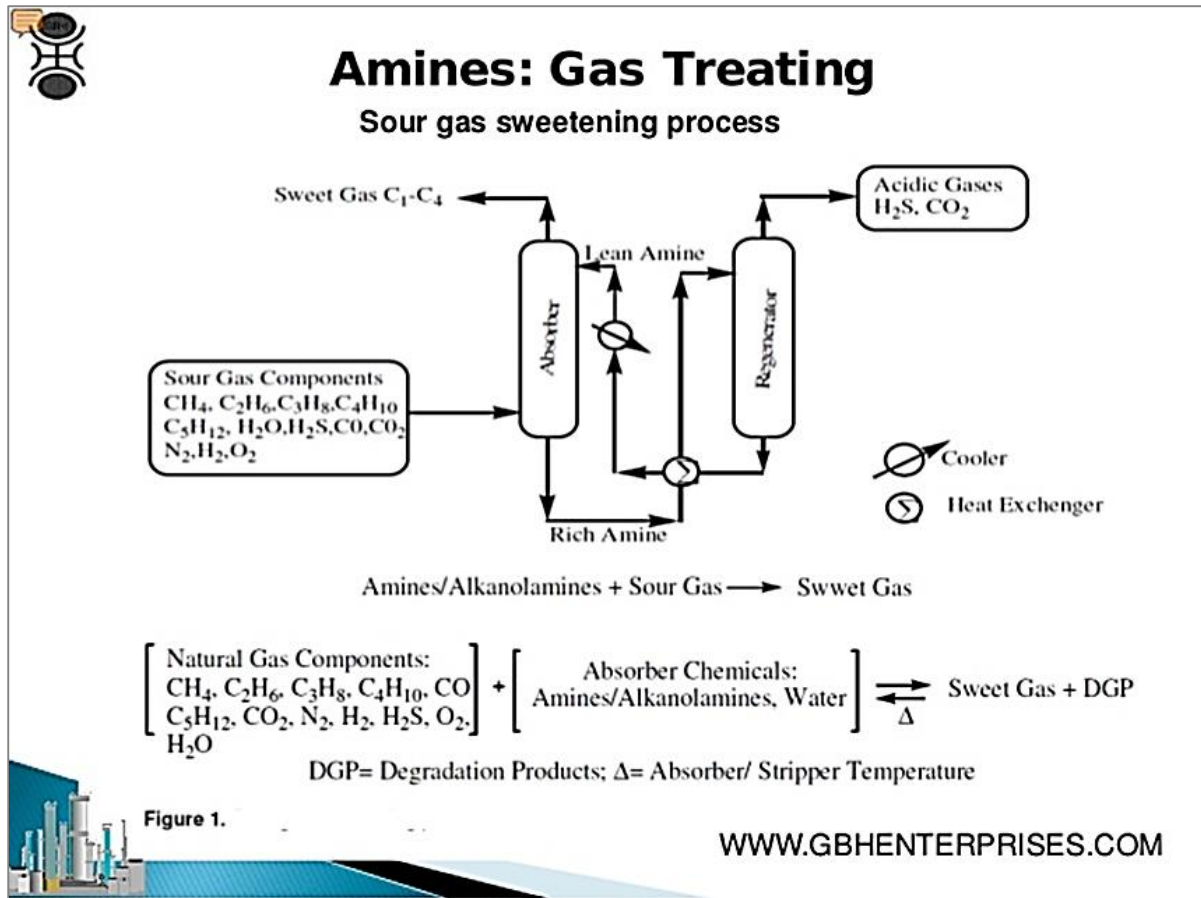 Amines: Gas Treating
Sour gas sweetening process
Sweet Gas C₁-C₄
Acidic Gases
H₂S, CO₂
Lean Amine
Absorber
Regenerator
Sour Gas Components
CH₄, C₂H₆,C₃H₈,C₄H₁₀
C₅H₁₂, H₂O,H₂S,C0,C0₂
N₂,H₂,O₂
Cooler
Heat Exchenger
Rich Amine
Amines/Alkanolamines + Sour Gas → Swwet Gas
Natural Gas Components:
CH₄, C₂H₆, C₃H₈, C₄H₁₀, CO
C₅H₁₂, CO₂, N₂, H₂, H₂S, O₂,
H₂O
+
Absorber Chemicals:
Amines/Alkanolamines, Water
⇌
Δ
Sweet Gas + DGP
DGP= Degradation Products; Δ= Absorber/ Stripper Temperature
Figure 1.
WWW.GBHENTERPRISES.COM